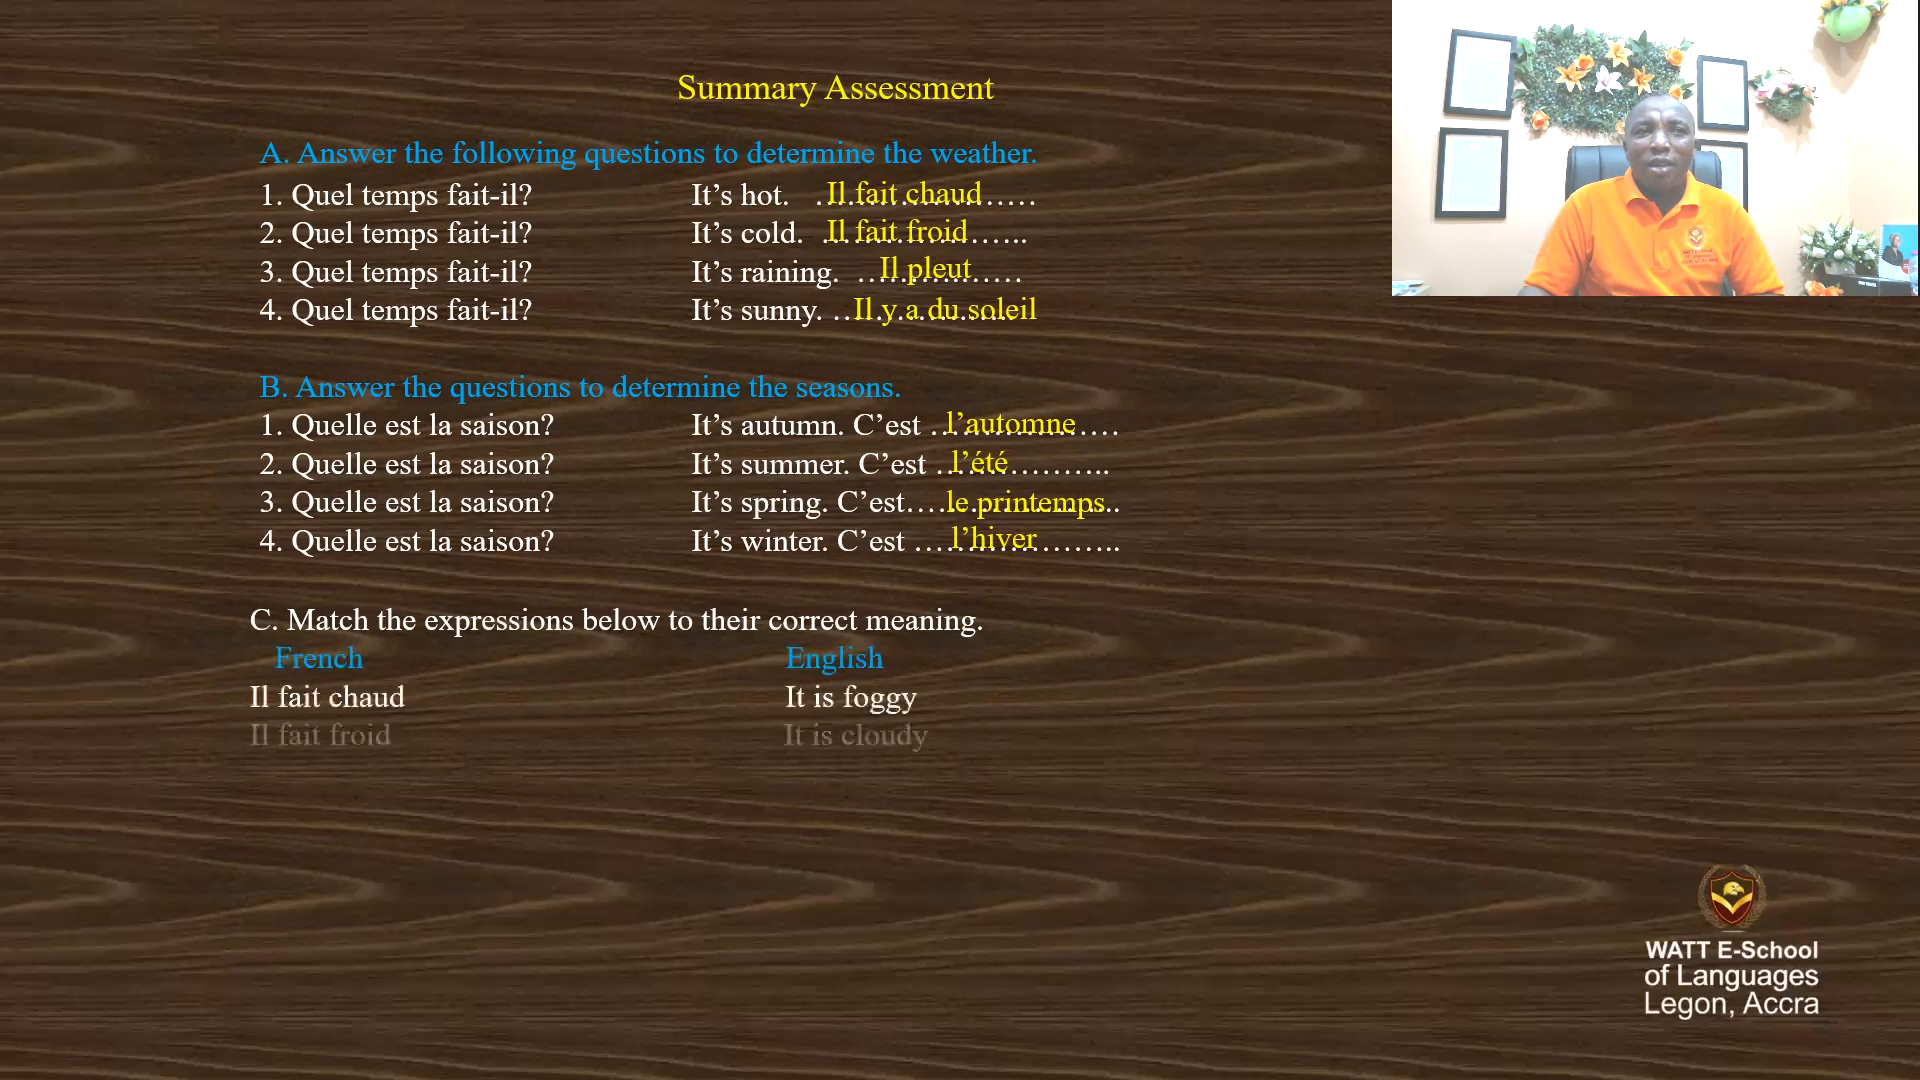 Summary Assessment
A. Answer the following questions to determine the weather.
1. Quel temps fait-il? It’s hot. ………………… Il fait chaud
2. Quel temps fait-il? It’s cold. ……………….. Il fait froid
3. Quel temps fait-il? It’s raining. …………… Il pleut
4. Quel temps fait-il? It’s sunny. …………….. Il y a du soleil
B. Answer the questions to determine the seasons.
1. Quelle est la saison? It’s autumn. C’est ………………. l’automne
2. Quelle est la saison? It’s summer. C’est …………….. l’été
3. Quelle est la saison? It’s spring. C’est……………….. le printemps
4. Quelle est la saison? It’s winter. C’est ……………….. l’hiver
C. Match the expressions below to their correct meaning.
French English
Il fait chaud It is foggy
Il fait froid It is cloudy
WATT E-School
of Languages
Legon, Accra